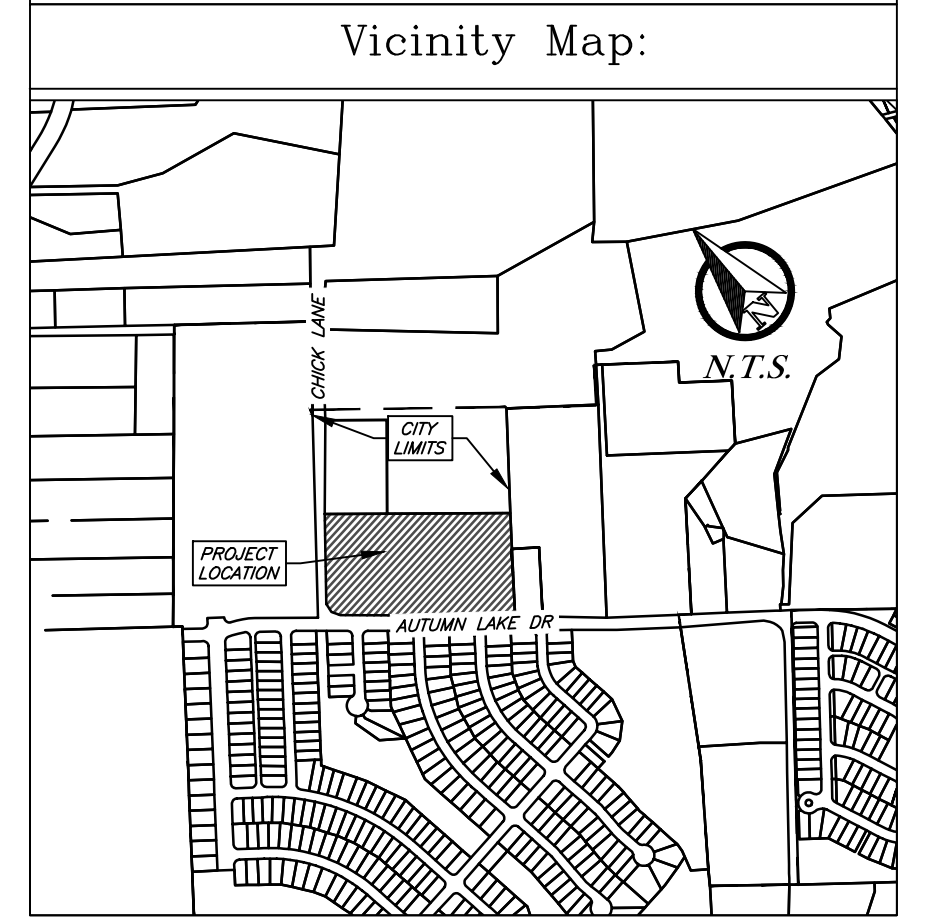 Vicinity Map:
N
N.T.S.
CHICK LANE
CITY
LIMITS
PROJECT
LOCATION
AUTUMN LAKE DR